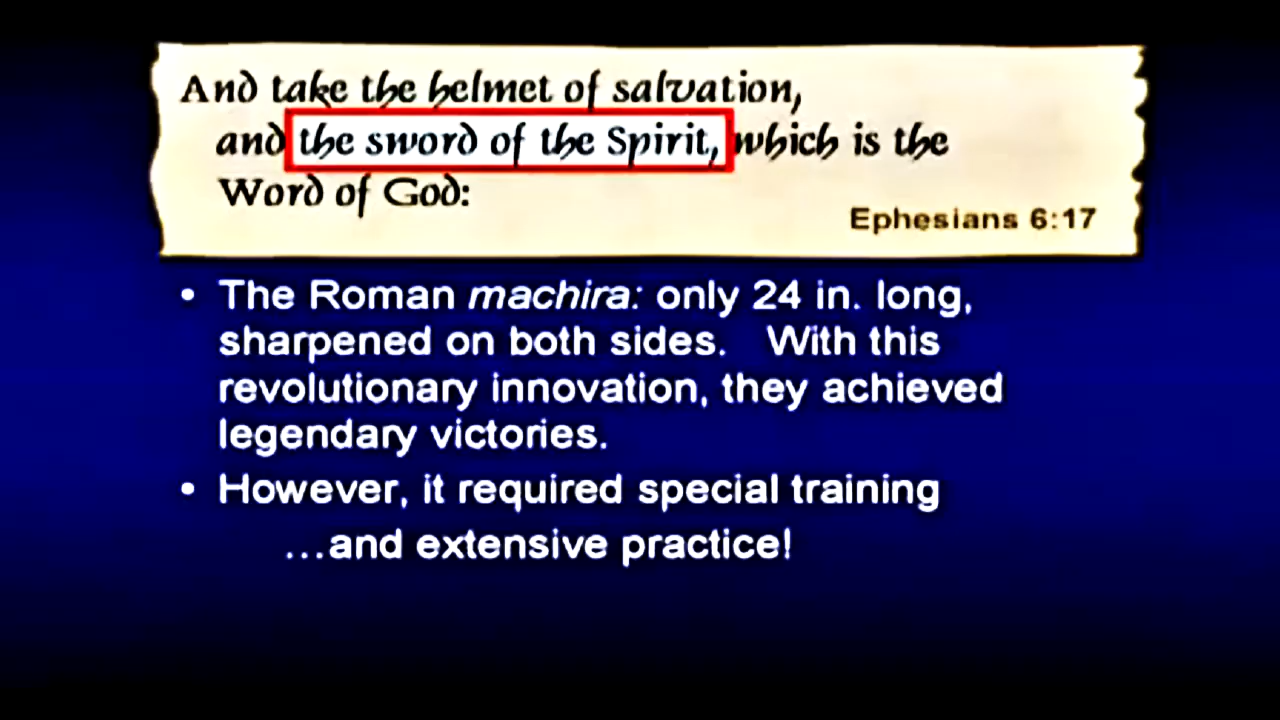 And take the helmet of salvation,
and the sword of the Spirit, which is the
Word of God:
Ephesians 6:17
• The Roman machira: only 24 in. long,
sharpened on both sides. With this
revolutionary innovation, they achieved
legendary victories.
• However, it required special training
…and extensive practice!